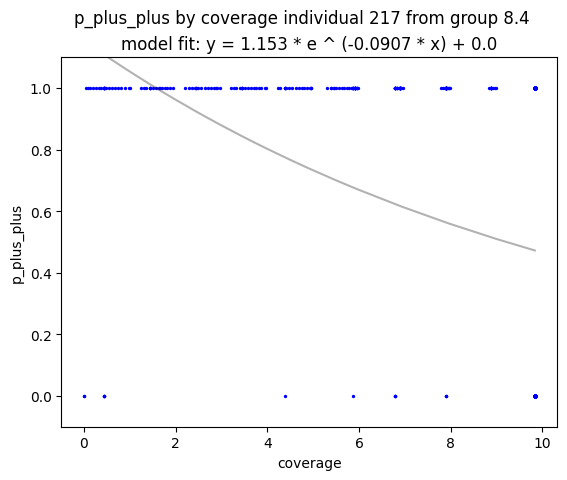 p_plus_plus by coverage individual 217 from group 8.4
model fit: y = 1.153 * e ^ (-0.0907 * x) + 0.0
1.0
0.8
0.6
0.4
0.2
0.0
p_plus_plus
0 2 4 6 8 10
coverage